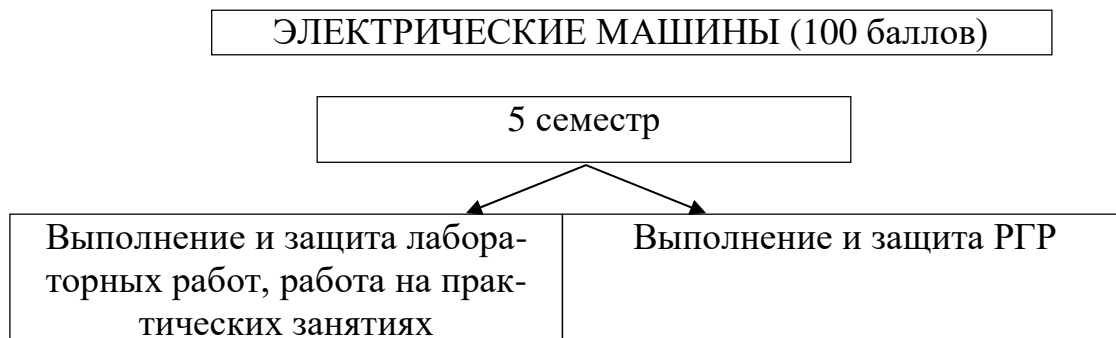 ЭЛЕКТРИЧЕСКИЕ МАШИНЫ (100 баллов)
5 семестр
Выполнение и защита лабора-
торных работ, работа на прак-
тических занятиях
Выполнение и защита РГР